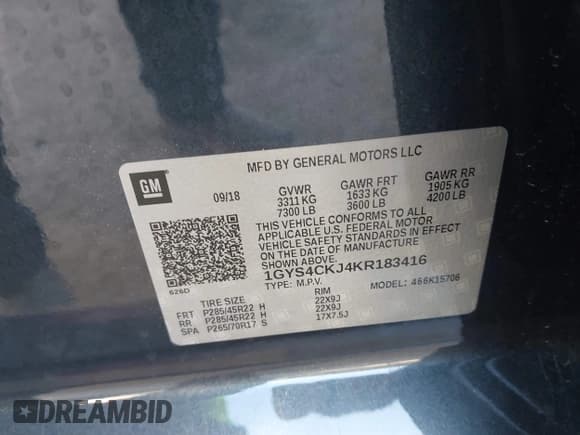 MFD BY GENERAL MOTORS LLC
GM
09/18 GVWR GAWR FRT GAWR RR
3311 KG 1633 KG 1905 KG
7300 LB 3600 LB 4200 LB
THIS VEHICLE CONFORMS TO ALL
APPLICABLE U.S. FEDERAL MOTOR
VEHICLE SAFETY STANDARDS IN EFFECT
ON THE DATE OF MANUFACTURE
SHOWN ABOVE.
1GYS4CKJ4KR183416
626D
TYPE: M.P.V. MODEL: 466K15706
TIRE SIZE RIM
FRT P285/45R22 H 22X9J
RR P285/45R22 H 22X9J
SPA P265/70R17 S 17X7.5J
DREAMBID